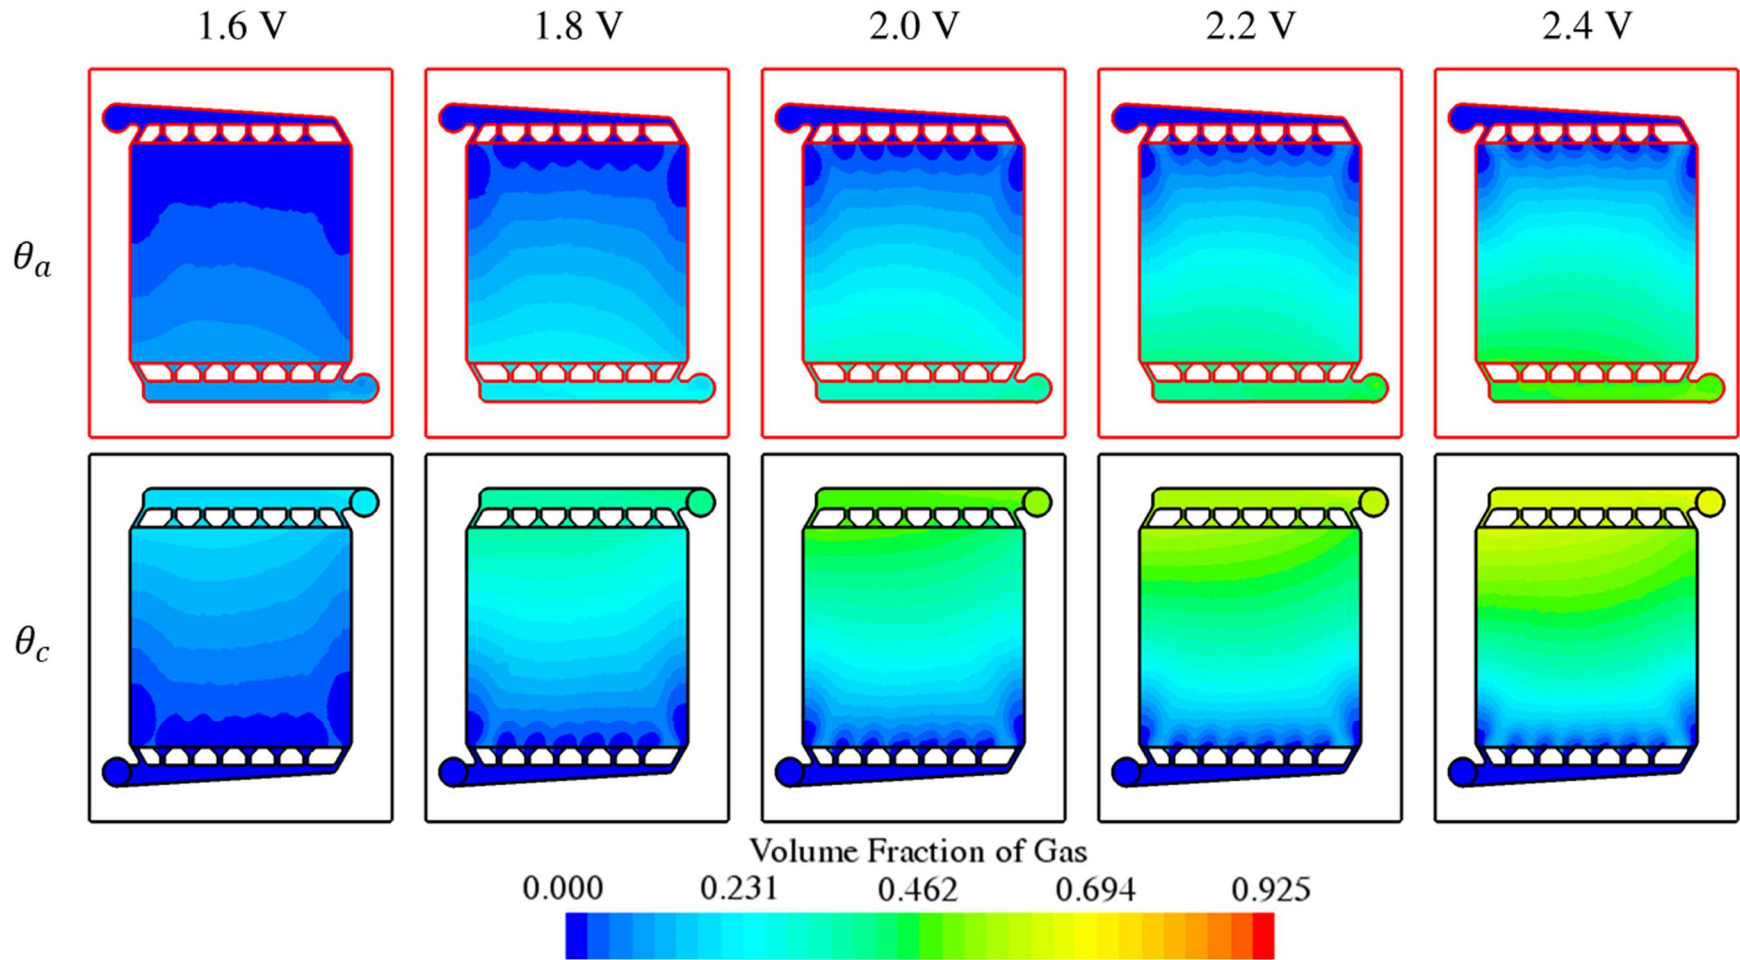 1.6 V 1.8 V 2.0 V 2.2 V 2.4 V
θa
θc
Volume Fraction of Gas
0.000 0.231 0.462 0.694 0.925